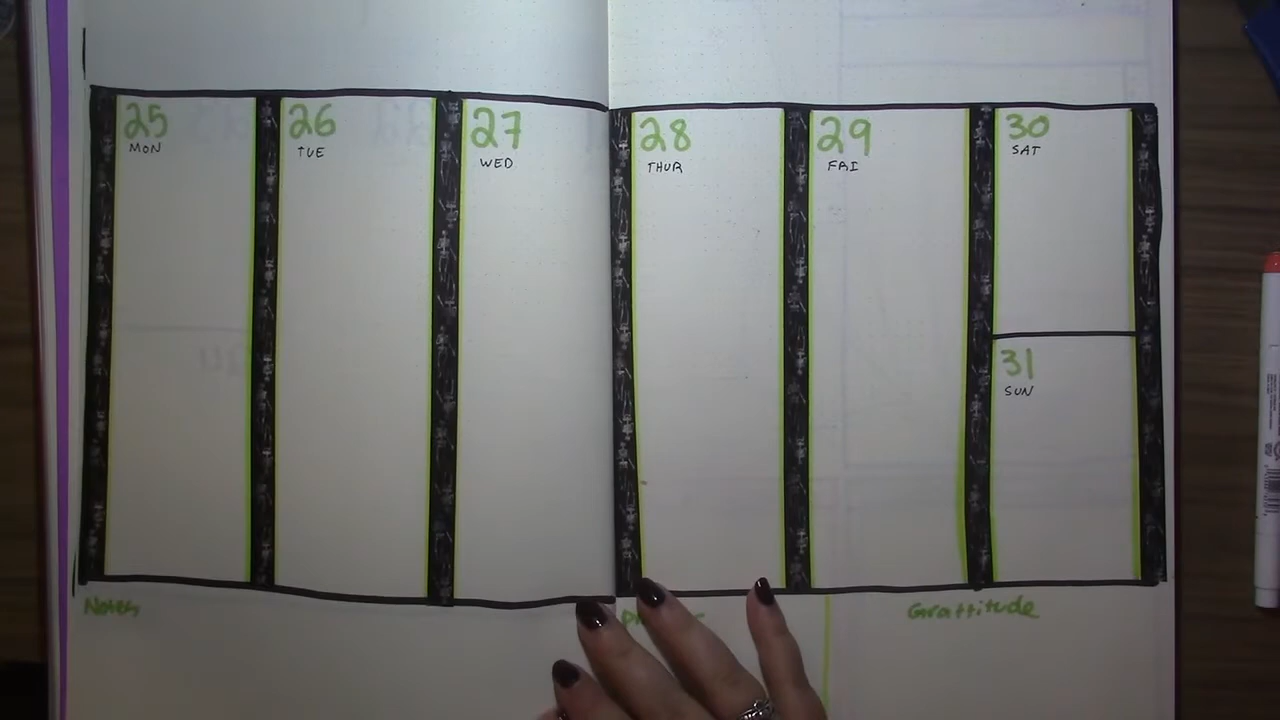 25
MON
26
TUE
27
WED
28
THUR
29
FRI
30
SAT
31
SUN
Notes
Grattitude